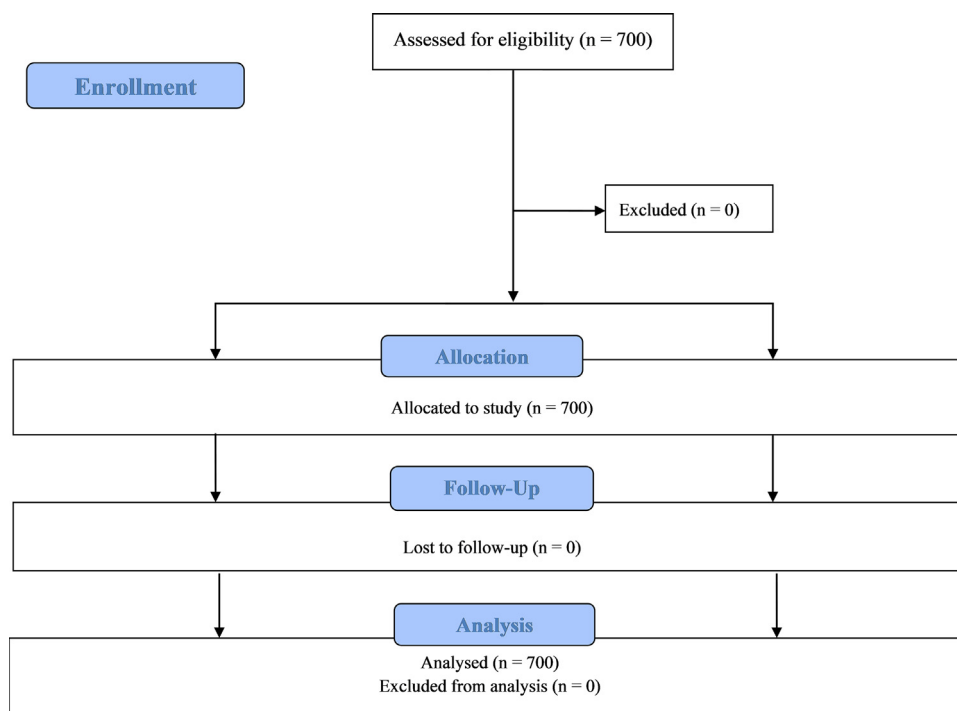 Assessed for eligibility (n = 700)
Enrollment
Excluded (n = 0)
Allocation
Allocated to study (n = 700)
Follow-Up
Lost to follow-up (n = 0)
Analysis
Analysed (n = 700)
Excluded from analysis (n = 0)